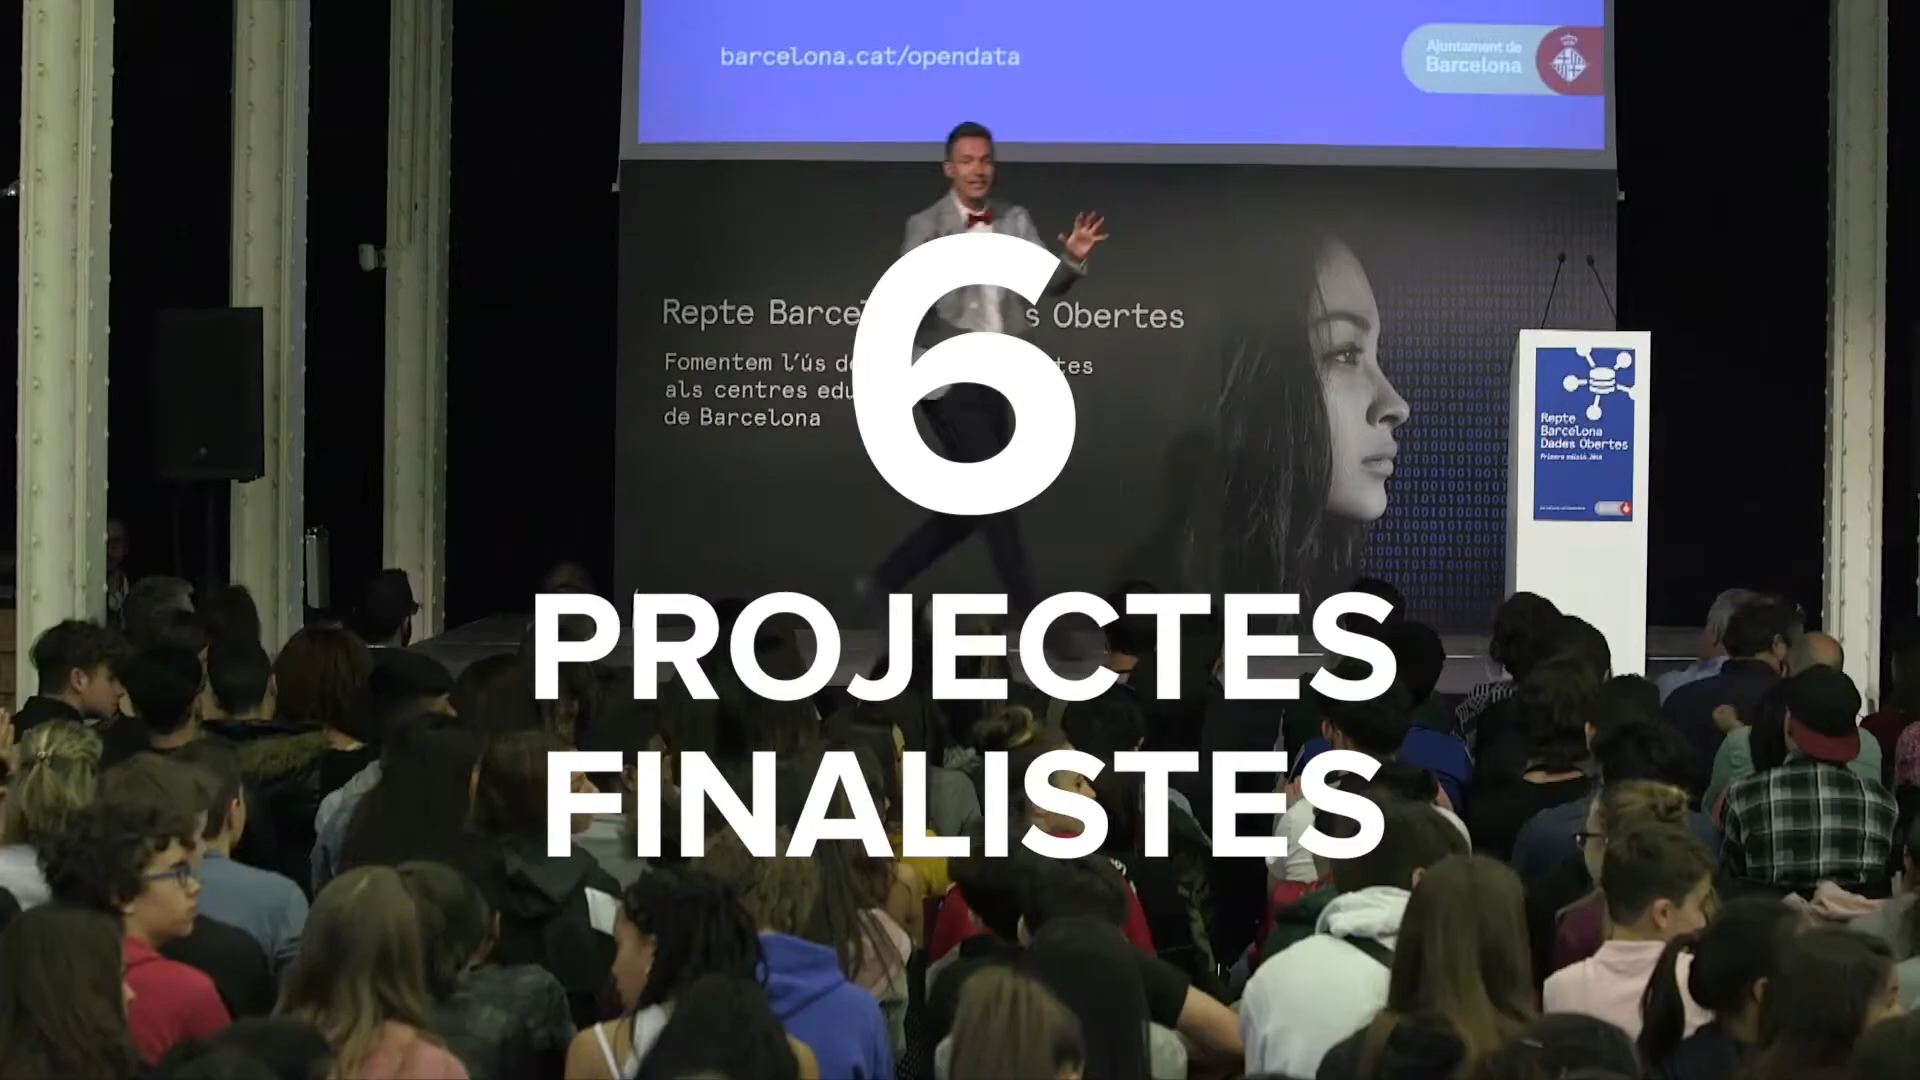 barcelona.cat/opendata
Ajuntament de
Barcelona
Repte Barce
s Obertes
Fomentem l'ús d
tes
als centres edu
de Barcelona
6
PROJECTES
FINALISTES
Repte
Barcelona
Dades Obertes